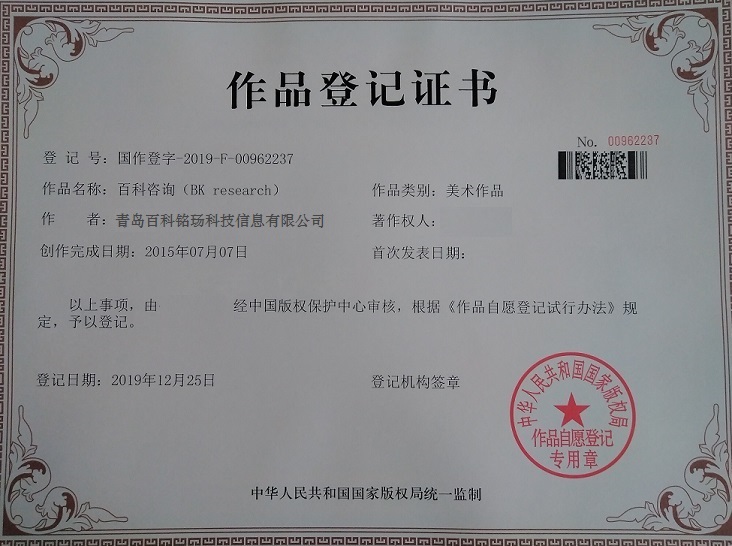 作品登记证书
No. 00962237
登 记 号：国作登字-2019-F-00962237
作品名称：百科咨询（BK research）
作品类别：美术作品
作 者：青岛百科铭玚科技信息有限公司
著作权人：
创作完成日期：2015年07月07日
首次发表日期：
以上事项，由 经中国版权保护中心审核，根据《作品自愿登记试行办法》规
定，予以登记。
登记日期：2019年12月25日
登记机构签章
中华人民共和国国家版权局
作品自愿登记
专用章
中华人民共和国国家版权局统一监制